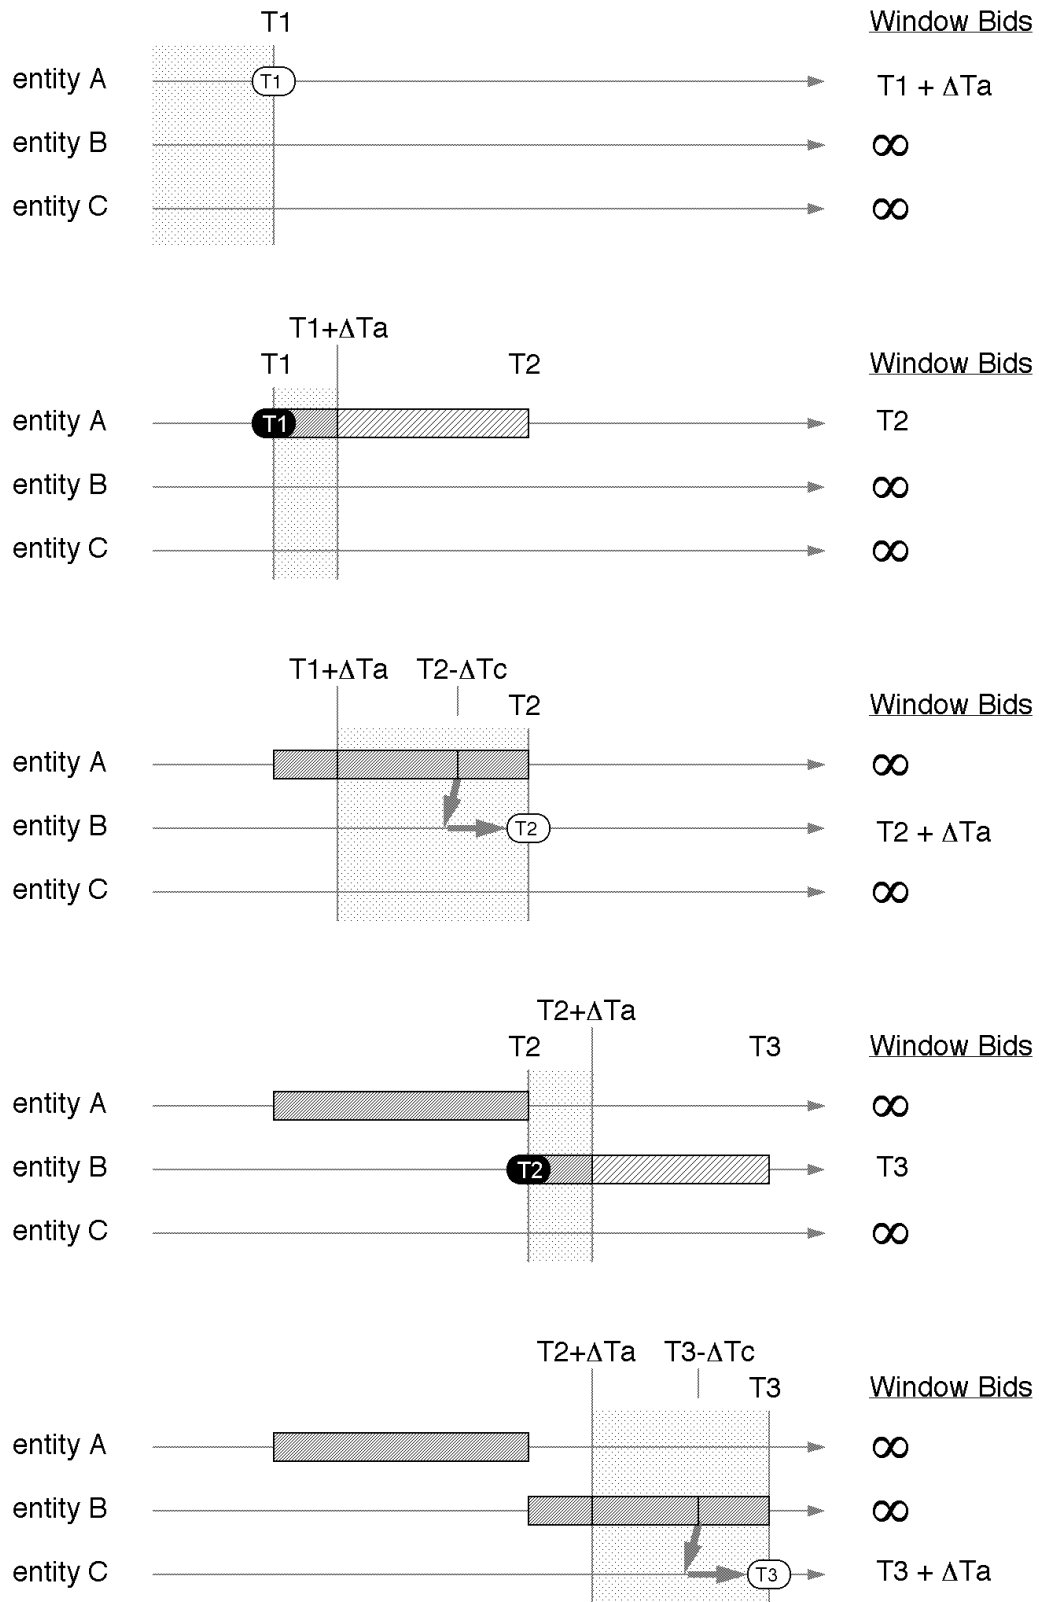 T1 Window Bids
entity A T1 T1 + ΔTa
entity B ∞
entity C ∞
T1+ΔTa
T1 T2 Window Bids
entity A T1 T2
entity B ∞
entity C ∞
T1+ΔTa T2-ΔTc
T2 Window Bids
entity A ∞
entity B T2 T2 + ΔTa
entity C ∞
T2+ΔTa
T2 T3 Window Bids
entity A ∞
entity B T2 T3
entity C ∞
T2+ΔTa T3-ΔTc
T3 Window Bids
entity A ∞
entity B ∞
entity C T3 T3 + ΔTa